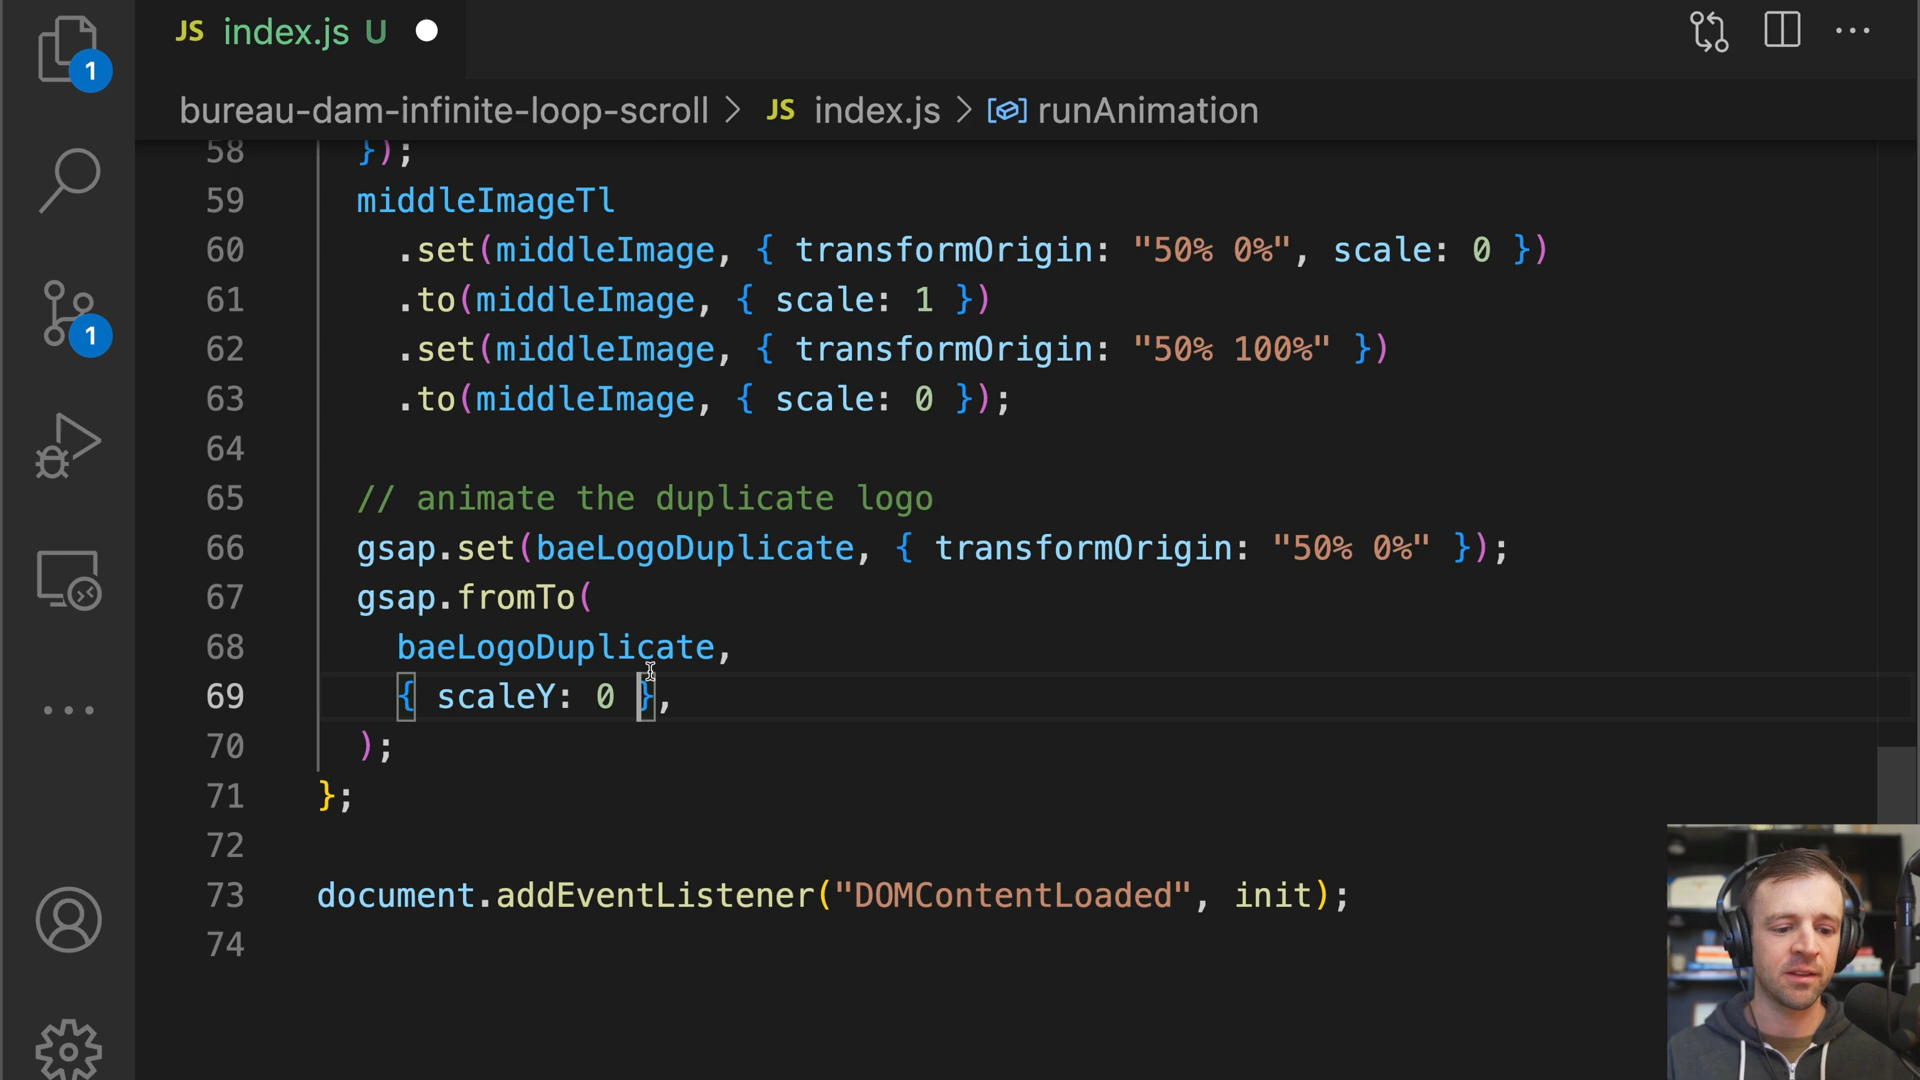 JS index.js U
1
bureau-dam-infinite-loop-scroll > JS index.js > runAnimation
58 });
59 middleImageTl
60 .set(middleImage, { transformOrigin: "50% 0%", scale: 0 })
61 .to(middleImage, { scale: 1 })
62 .set(middleImage, { transformOrigin: "50% 100%" })
63 .to(middleImage, { scale: 0 });
1
64
65 // animate the duplicate logo
66 gsap.set(baeLogoDuplicate, { transformOrigin: "50% 0%" });
67 gsap.fromTo(
68 baeLogoDuplicate,
69 { scaleY: 0 },
70 );
71 };
72
73 document.addEventListener("DOMContentLoaded", init);
74